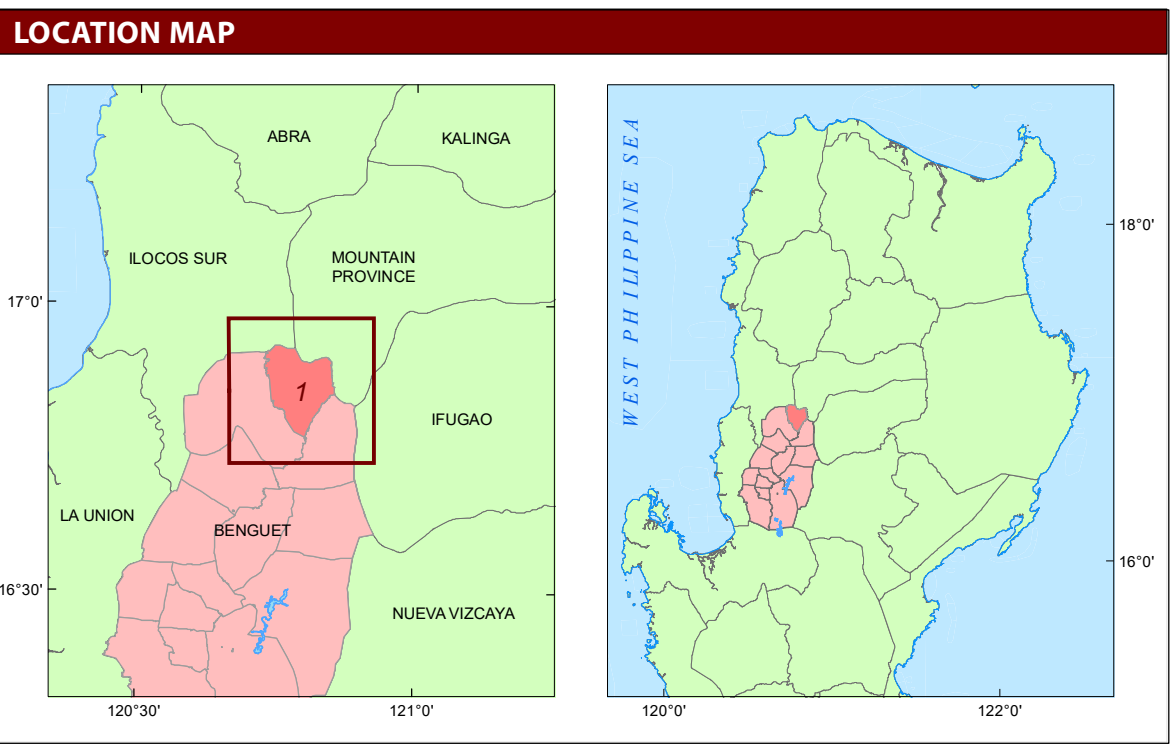 LOCATION MAP
ABRA
KALINGA
ILOCOS SUR
MOUNTAIN
PROVINCE
17°0'
1
IFUGAO
LA UNION
BENGUET
16°30'
NUEVA VIZCAYA
120°30'
121°0'
WEST PHILIPPINE SEA
18°0'
16°0'
120°0'
122°0'